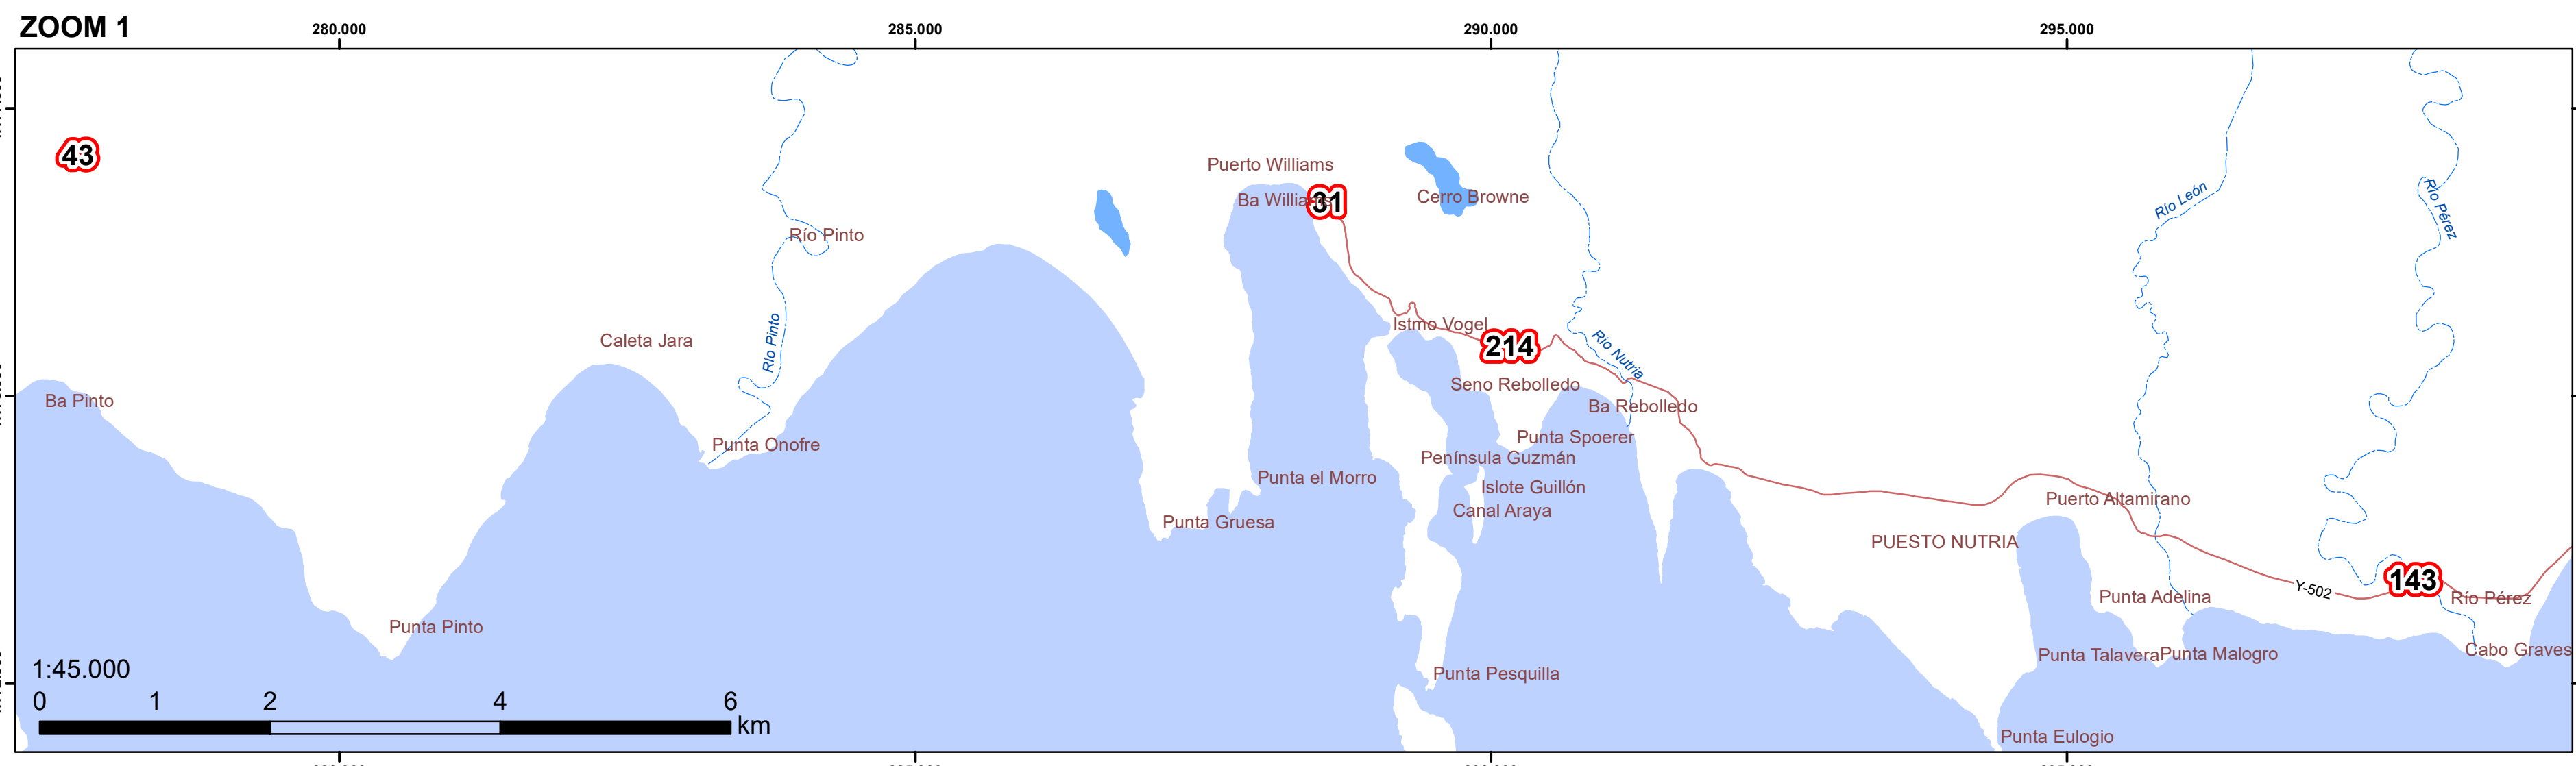 ZOOM 1
280.000
285.000
290.000
295.000
43
Puerto Williams
Ba Williams
31
Cerro Browne
Río León
Río Pérez
Río Pinto
Río Pinto
Caleta Jara
Istmo Vogel
214
Río Nutria
Seno Rebolledo
Ba Pinto
Ba Rebolledo
Punta Onofre
Punta Spoerer
Península Guzmán
Punta el Morro
Islote Guillón
Puerto Altamirano
Canal Araya
Punta Gruesa
PUESTO NUTRIA
143
Y-502
Punta Adelina
Río Pérez
Punta Pinto
Cabo Graves
Punta Talavera
Punta Malogro
1:45.000
Punta Pesquilla
0 1 2 4 6
km
Punta Eulogio